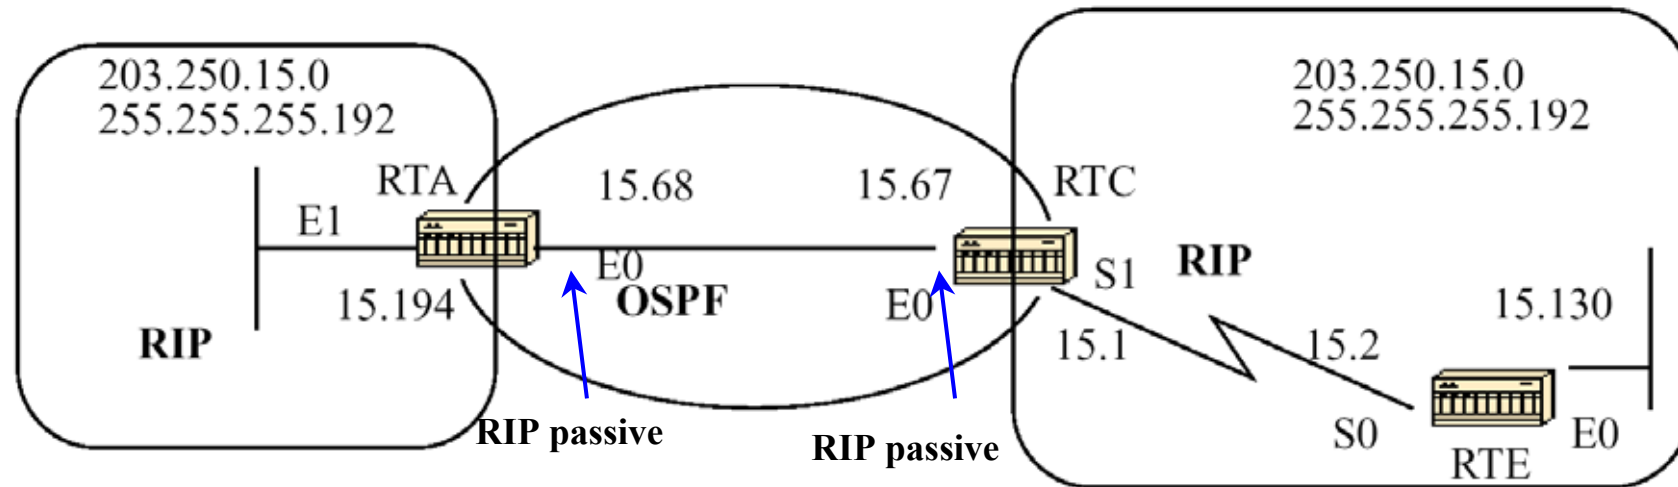 203.250.15.0
255.255.255.192
203.250.15.0
255.255.255.192
RTA
15.68
15.67
RTC
E1
E0
S1
RIP
15.194
OSPF
E0
15.130
RIP
15.1
15.2
RIP passive
RIP passive
S0
E0
RTE